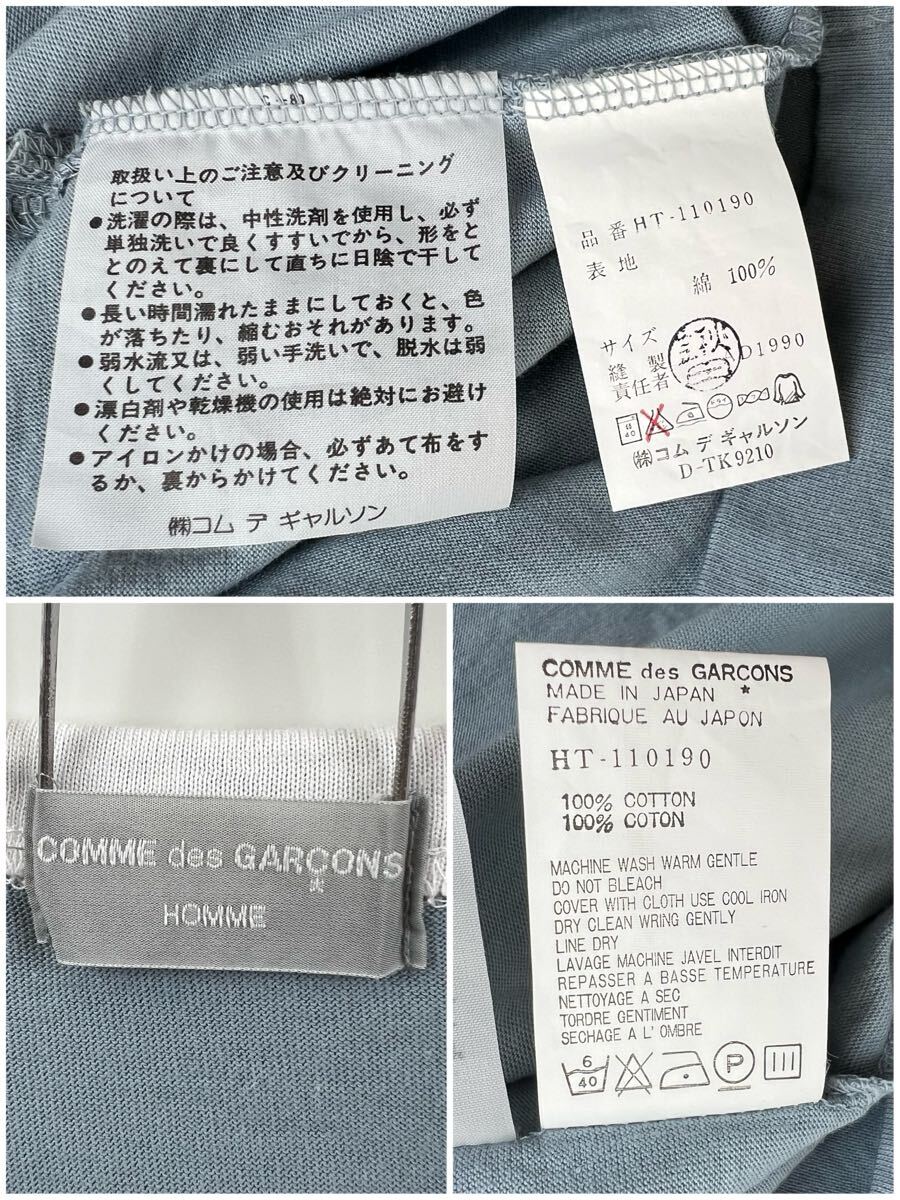 取扱い上のご注意及びクリーニング
について
●洗濯の際は、中性洗剤を使用し、必ず
単独洗いで良くすすいでから、形をと
とのえて裏にして直ちに日陰で干して
ください。
●長い時間濡れたままにしておくと、色
が落ちたり、縮むおそれがあります。
●弱水流又は、弱い手洗いで、脱水は弱
くしてください。
●漂白剤や乾燥機の使用は絶対にお避け
ください。
●アイロンかけの場合、必ずあて布をす
るか、裏からかけてください。
㈱コム デ ギャルソン
品番 HT-110190
表地
綿 100%
サイズ
縫製
責任者
D1990
40
ドライ
㈱コム デ ギャルソン
D-TK9210
COMME des GARÇONS
HOMME
COMME des GARCONS
MADE IN JAPAN *
FABRIQUE AU JAPON
HT-110190
100% COTTON
100% COTON
MACHINE WASH WARM GENTLE
DO NOT BLEACH
COVER WITH CLOTH USE COOL IRON
DRY CLEAN WRING GENTLY
LINE DRY
LAVAGE MACHINE JAVEL INTERDIT
REPASSER A BASSE TEMPERATURE
NETTOYAGE A SEC
TORDRE GENTIMENT
SECHAGE A L' OMBRE
6
40
P